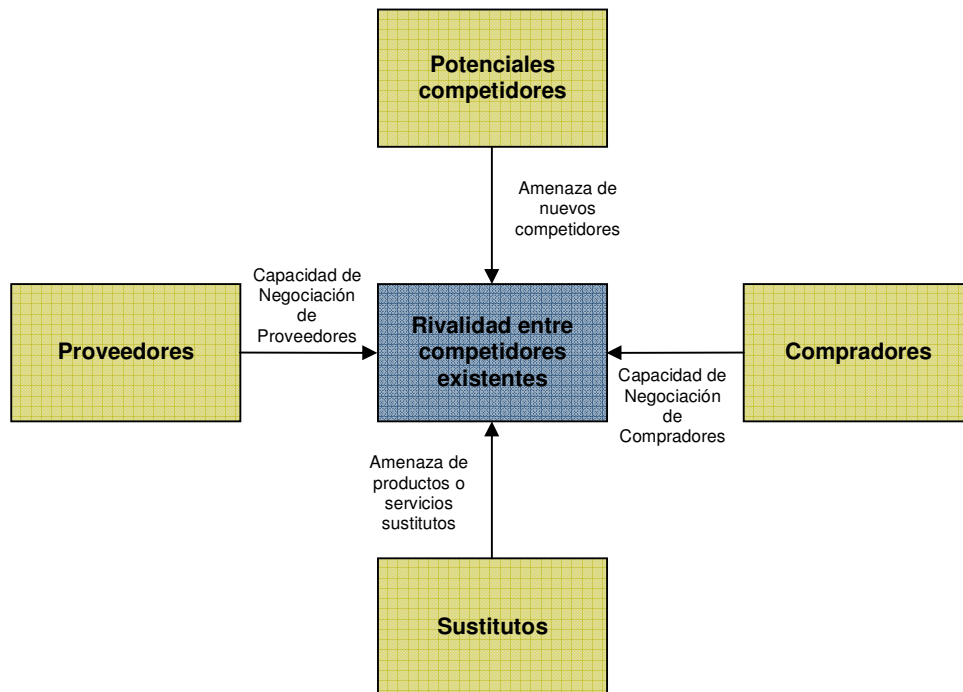 Potenciales
competidores
Amenaza de
nuevos
competidores
Capacidad de
Negociación
de
Proveedores
Proveedores
Rivalidad entre
competidores
existentes
Compradores
Capacidad de
Negociación
de
Compradores
Amenaza de
productos o
servicios
sustitutos
Sustitutos